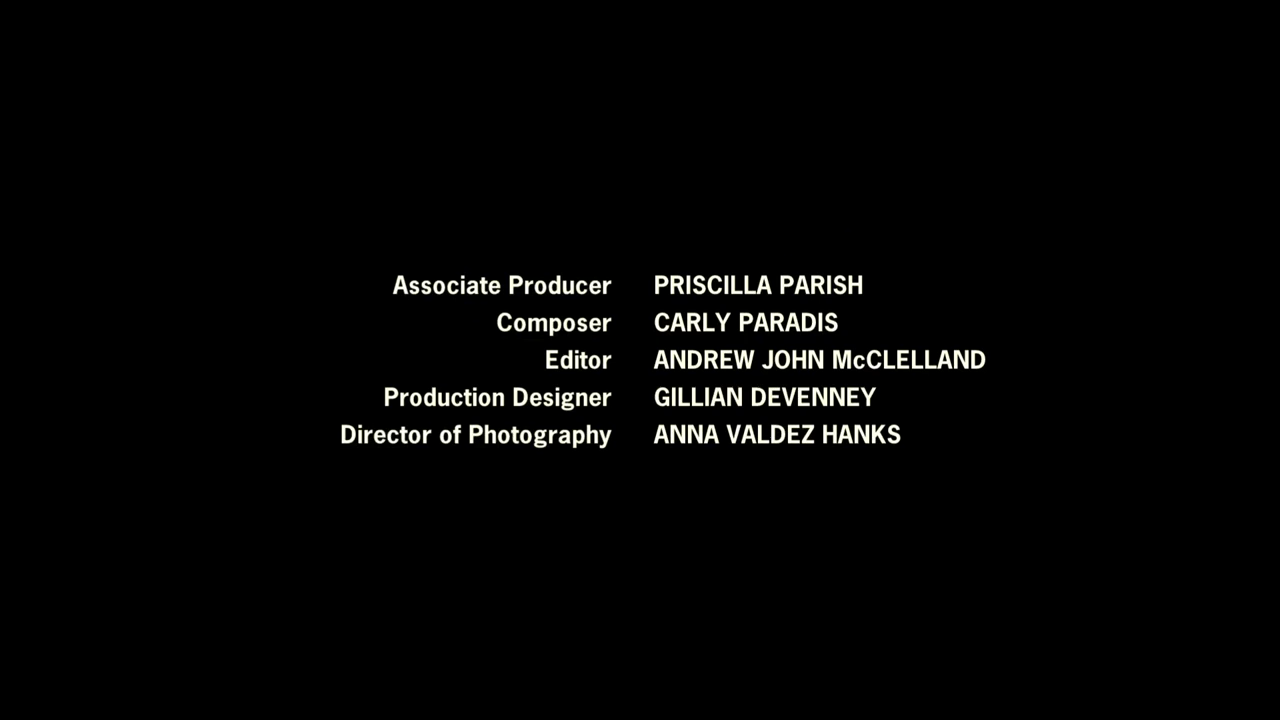 Associate Producer PRISCILLA PARISH
Composer CARLY PARADIS
Editor ANDREW JOHN McCLELLAND
Production Designer GILLIAN DEVENNEY
Director of Photography ANNA VALDEZ HANKS